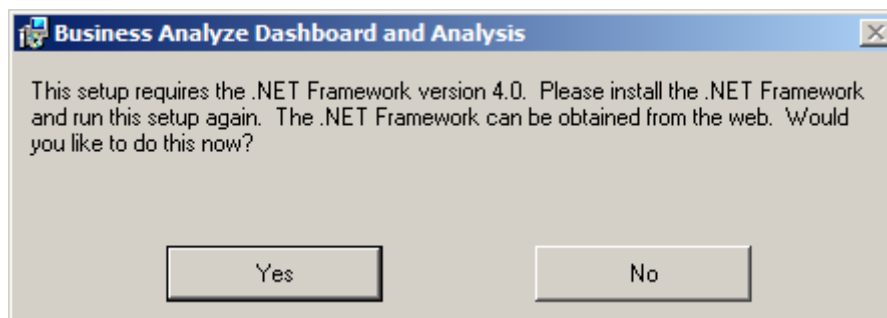 Business Analyze Dashboard and Analysis
This setup requires the .NET Framework version 4.0.  Please install the .NET Framework
and run this setup again.  The .NET Framework can be obtained from the web.  Would
you like to do this now?
Yes
No